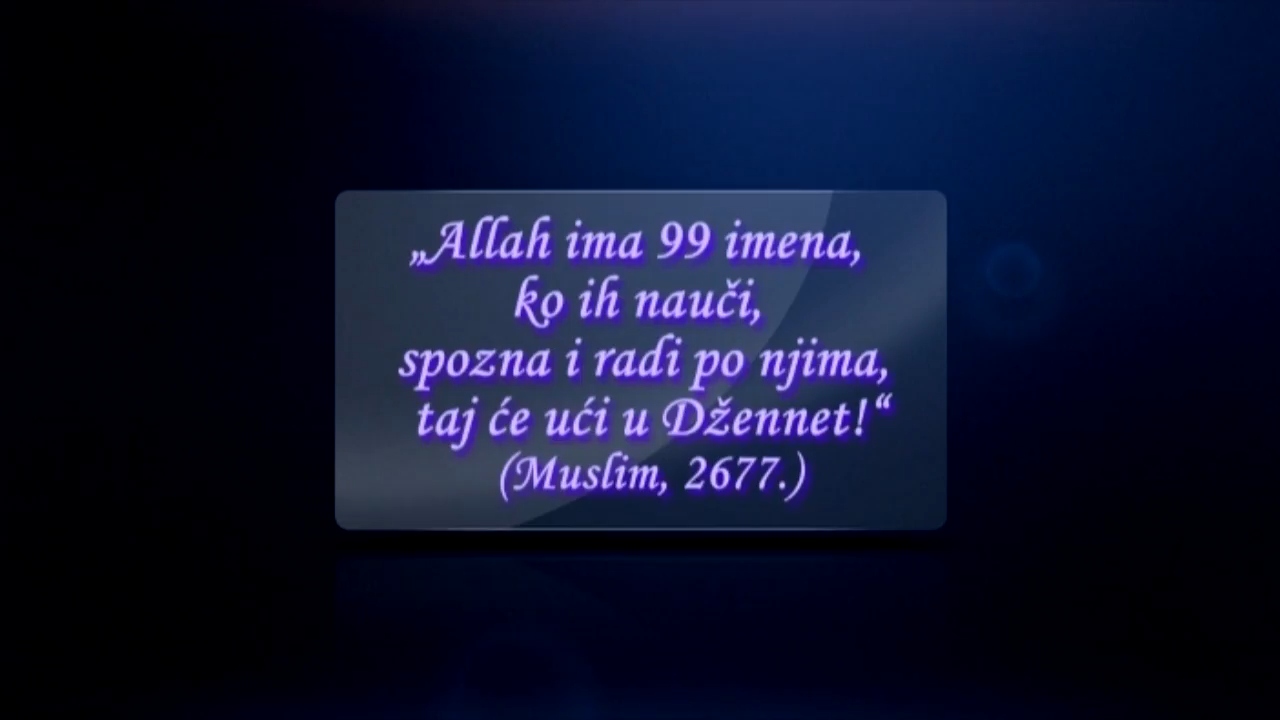 „Allah ima 99 imena,
ko ih nauči,
spozna i radi po njima,
taj će ući u Džennet!“
(Muslim, 2677.)